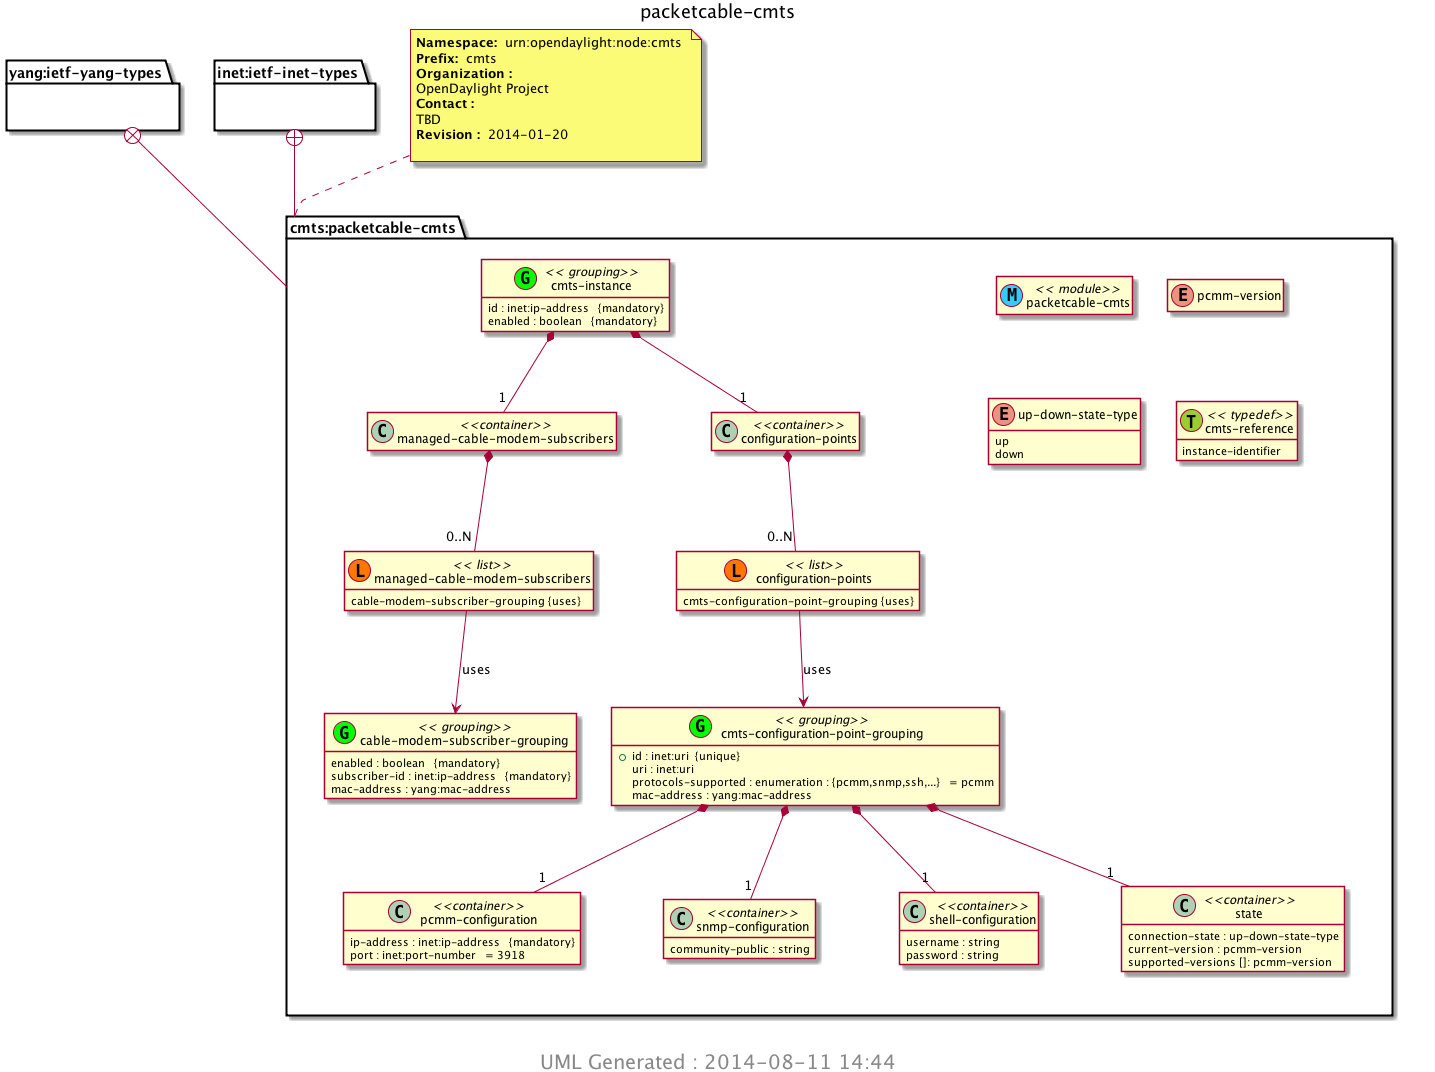 packetcable-cmts
yang:ietf-yang-types
inet:ietf-inet-types
Namespace: urn:opendaylight:node:cmts
Prefix: cmts
Organization :
OpenDaylight Project
Contact :
TBD
Revision : 2014-01-20
cmts:packetcable-cmts
G
<< grouping>>
cmts-instance
id : inet:ip-address {mandatory}
enabled : boolean {mandatory}
M
<< module>>
packetcable-cmts
E
pcmm-version
1
1
C
<<container>>
managed-cable-modem-subscribers
C
<<container>>
configuration-points
E
up-down-state-type
up
down
T
<< typedef>>
cmts-reference
instance-identifier
0..N
0..N
L
<< list>>
managed-cable-modem-subscribers
cable-modem-subscriber-grouping {uses}
L
<< list>>
configuration-points
cmts-configuration-point-grouping {uses}
uses
uses
G
<< grouping>>
cable-modem-subscriber-grouping
enabled : boolean {mandatory}
subscriber-id : inet:ip-address {mandatory}
mac-address : yang:mac-address
G
<< grouping>>
cmts-configuration-point-grouping
id : inet:uri {unique}
uri : inet:uri
protocols-supported : enumeration : {pcmm,snmp,ssh,...} = pcmm
mac-address : yang:mac-address
1
1
1
1
C
<<container>>
pcmm-configuration
ip-address : inet:ip-address {mandatory}
port : inet:port-number = 3918
C
<<container>>
snmp-configuration
community-public : string
C
<<container>>
shell-configuration
username : string
password : string
C
<<container>>
state
connection-state : up-down-state-type
current-version : pcmm-version
supported-versions []: pcmm-version
UML Generated : 2014-08-11 14:44